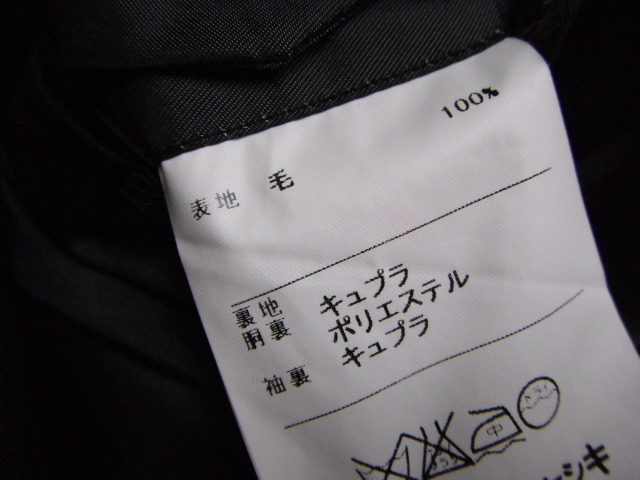 表地 毛 100%
裏地 キュプラ
胴裏 ポリエステル
袖裏 キュプラ
中